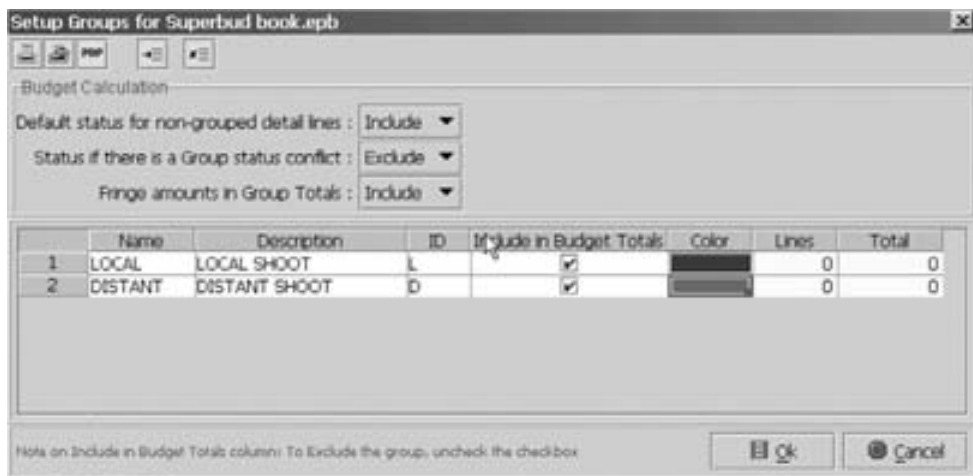 Setup Groups for Superbud book.epb
PDF
Budget Calculation
Default status for non-grouped detail lines : Include
Status if there is a Group status conflict : Exclude
Fringe amounts in Group Totals : Include
Name Description ID Include in Budget Totals Color Lines Total
1 LOCAL LOCAL SHOOT L 0 0
2 DISTANT DISTANT SHOOT D 0 0
Note on Include in Budget Totals column: To Exclude the group, uncheck the checkbox
Ok Cancel